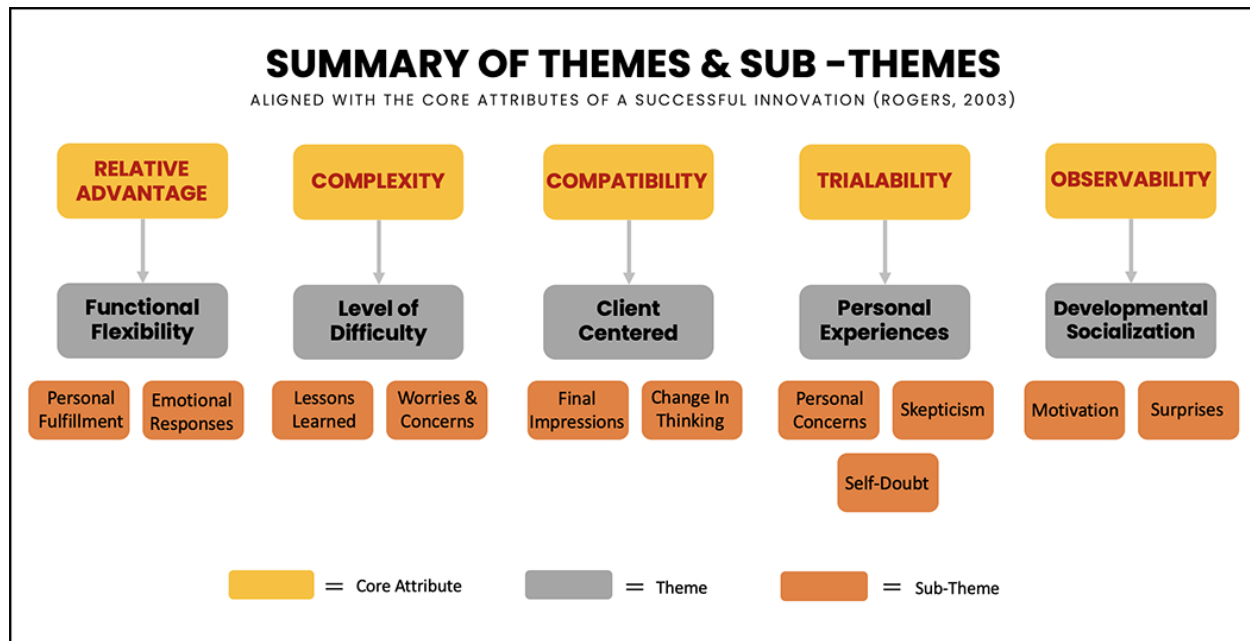 SUMMARY OF THEMES & SUB -THEMES
ALIGNED WITH THE CORE ATTRIBUTES OF A SUCCESSFUL INNOVATION (ROGERS, 2003)
RELATIVE
ADVANTAGE
COMPLEXITY
COMPATIBILITY
TRIALABILITY
OBSERVABILITY
Functional
Flexibility
Level of
Difficulty
Client
Centered
Personal
Experiences
Developmental
Socialization
Personal
Fulfillment
Emotional
Responses
Lessons
Learned
Worries &
Concerns
Final
Impressions
Change In
Thinking
Personal
Concerns
Skepticism
Motivation
Surprises
Self-Doubt
= Core Attribute
= Theme
= Sub-Theme